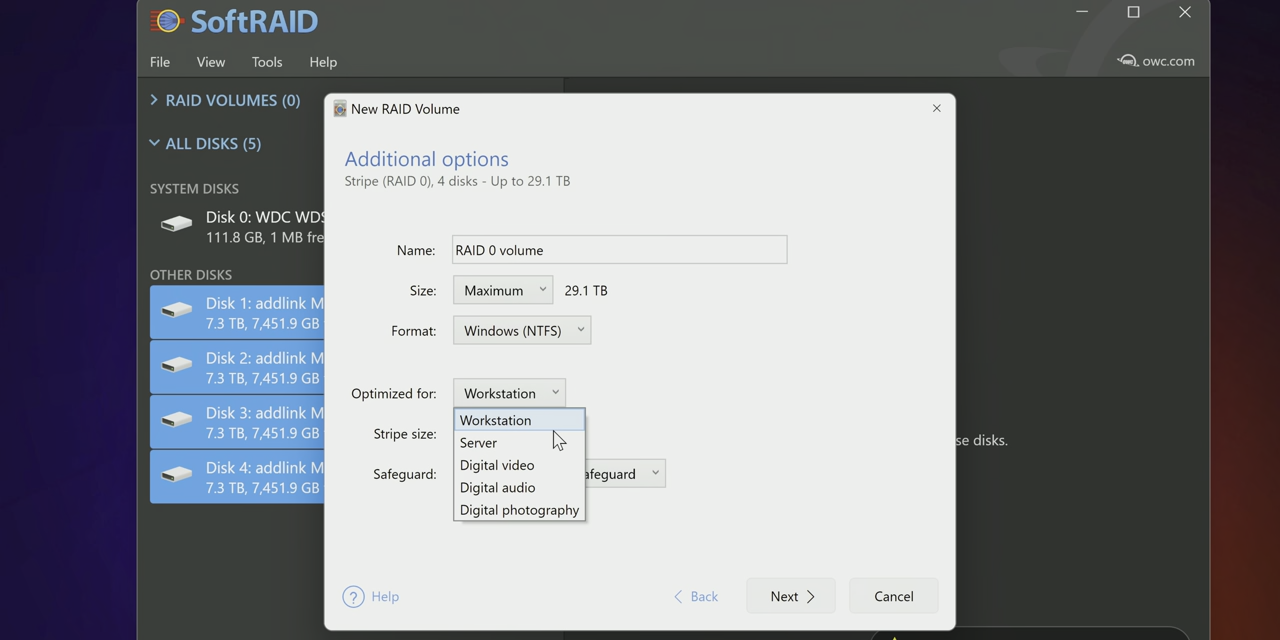 SoftRAID
File View Tools Help
owc.com
RAID VOLUMES (0)
ALL DISKS (5)
SYSTEM DISKS
Disk 0: WDC WDS
111.8 GB, 1 MB fre
OTHER DISKS
Disk 1: addlink M
7.3 TB, 7,451.9 GB
Disk 2: addlink M
7.3 TB, 7,451.9 GB
Disk 3: addlink M
7.3 TB, 7,451.9 GB
Disk 4: addlink M
7.3 TB, 7,451.9 GB
New RAID Volume
Additional options
Stripe (RAID 0), 4 disks - Up to 29.1 TB
Name: RAID 0 volume
Size: Maximum 29.1 TB
Format: Windows (NTFS)
Optimized for: Workstation
Workstation
Server
Digital video
Digital audio
Digital photography
Stripe size:
Safeguard: afeguard
se disks.
? Help
Back
Next
Cancel